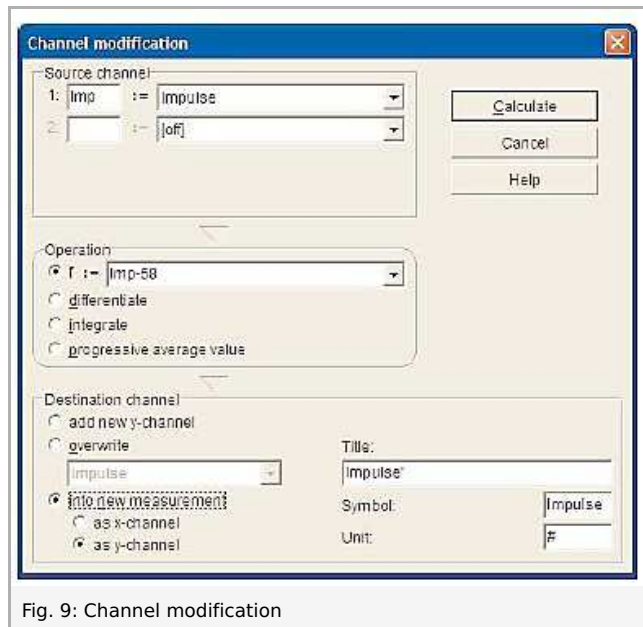 Channel modification
Source channel
1: Imp := Impulse
2: := [off]
Calculate
Cancel
Help
Operation
f := Imp-58
differentiate
integrate
progressive average value
Destination channel
add new y-channel
overwrite
Impulse
into new measurement
as x-channel
as y-channel
Title:
Impulse'
Symbol: Impulse
Unit: #
Fig. 9: Channel modification